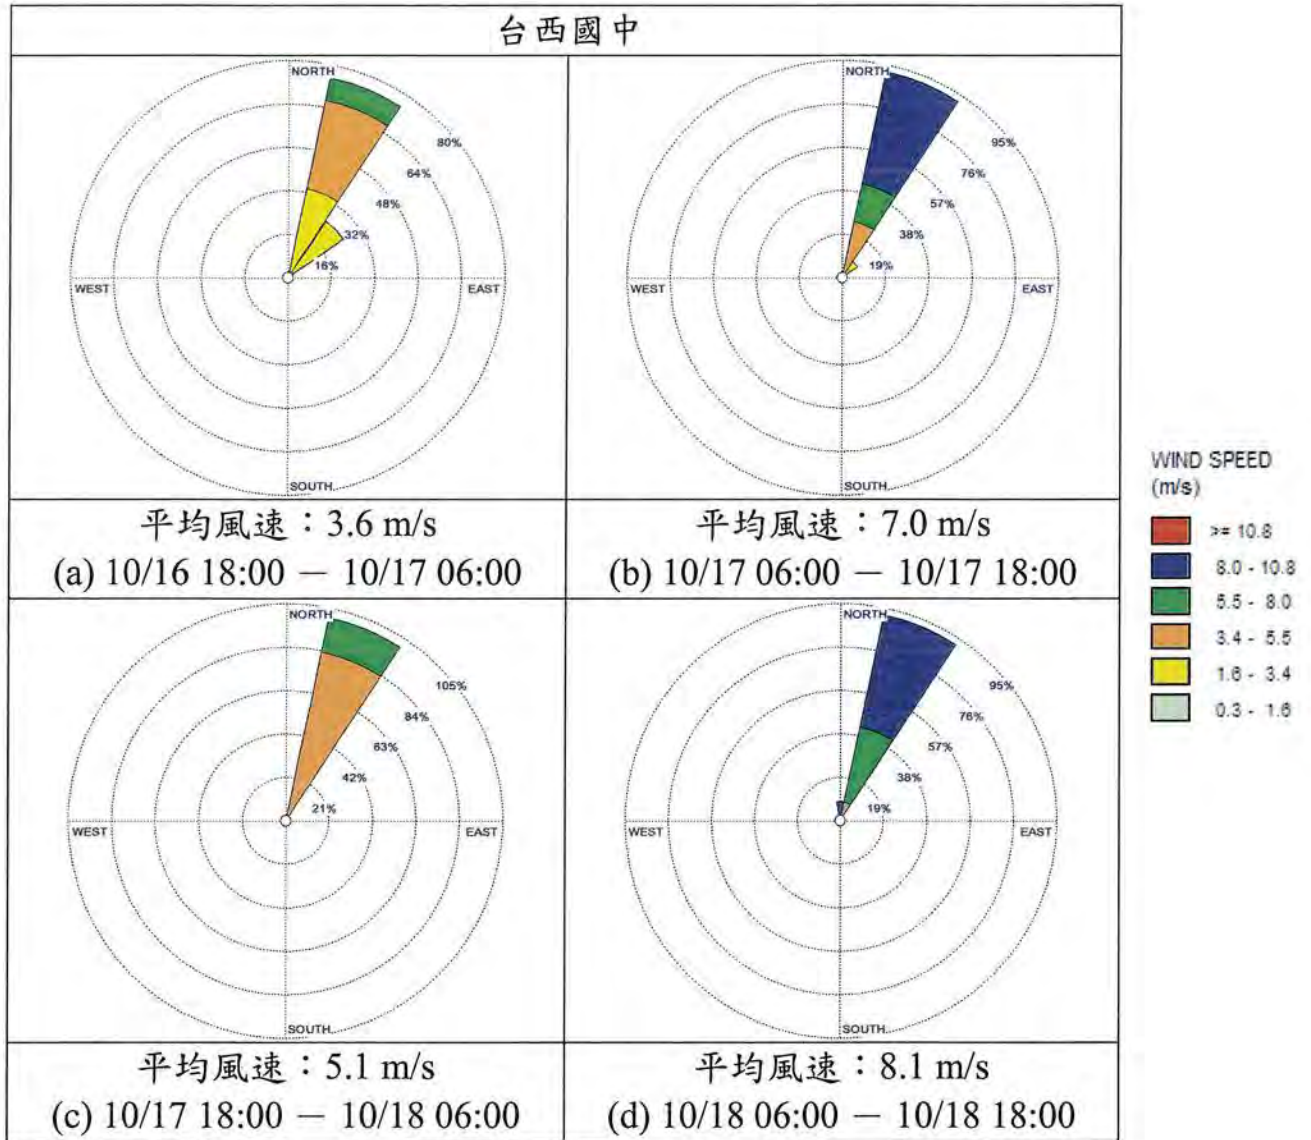 台西國中
NORTH
80%
64%
48%
32%
16%
WEST
EAST
SOUTH
平均風速：3.6 m/s
(a) 10/16 18:00 － 10/17 06:00
NORTH
95%
76%
57%
38%
19%
WEST
EAST
SOUTH
平均風速：7.0 m/s
(b) 10/17 06:00 － 10/17 18:00
NORTH
105%
84%
63%
42%
21%
WEST
EAST
SOUTH
平均風速：5.1 m/s
(c) 10/17 18:00 － 10/18 06:00
NORTH
95%
76%
57%
38%
19%
WEST
EAST
SOUTH
平均風速：8.1 m/s
(d) 10/18 06:00 － 10/18 18:00
WIND SPEED
(m/s)
>= 10.8
8.0 - 10.8
5.5 - 8.0
3.4 - 5.5
1.6 - 3.4
0.3 - 1.6